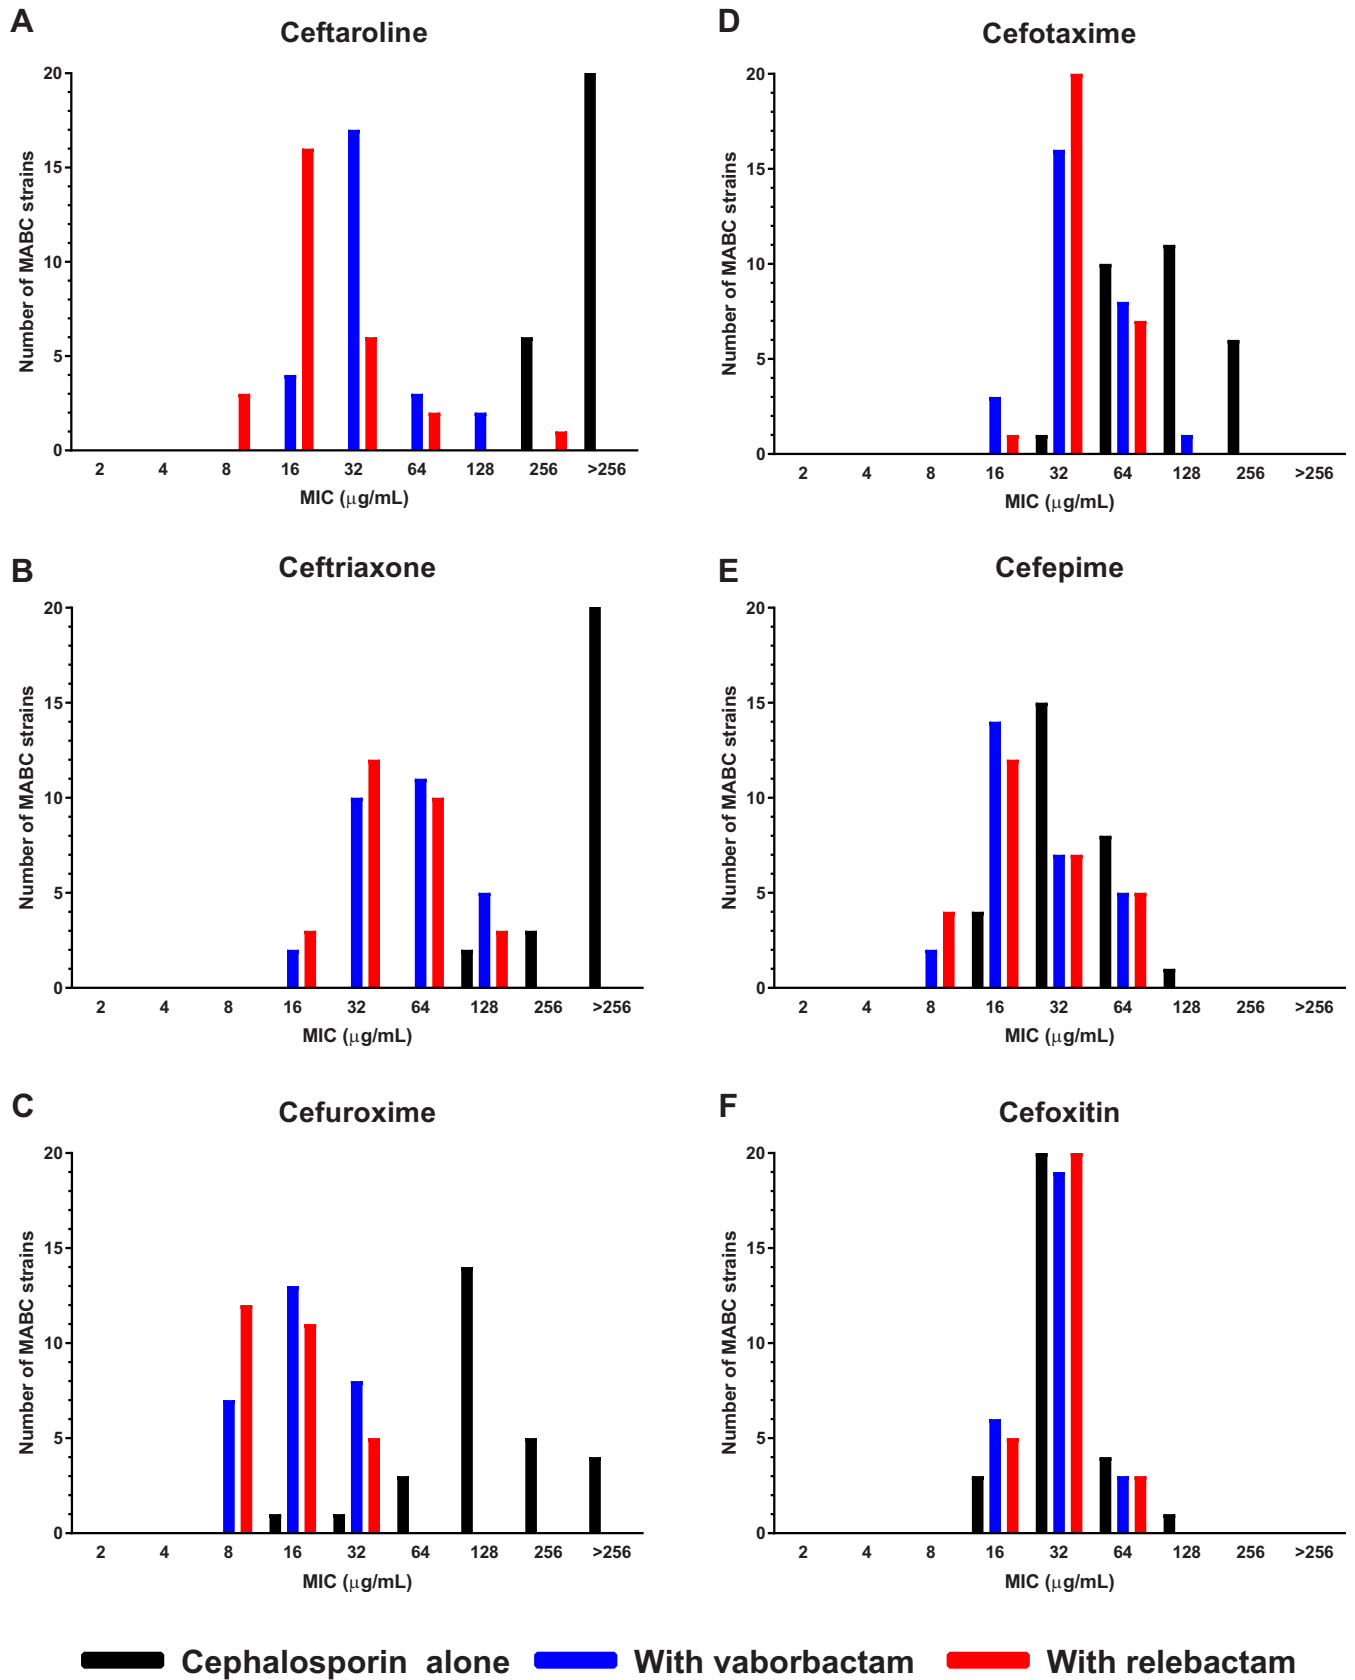 A
Ceftaroline
Number of MABC strains
20
15
10
5
0
2 4 8 16 32 64 128 256 >256
MIC (μg/mL)
B
Ceftriaxone
Number of MABC strains
20
15
10
5
0
2 4 8 16 32 64 128 256 >256
MIC (μg/mL)
C
Cefuroxime
Number of MABC strains
20
15
10
5
0
2 4 8 16 32 64 128 256 >256
MIC (μg/mL)
D
Cefotaxime
Number of MABC strains
20
15
10
5
0
2 4 8 16 32 64 128 256 >256
MIC (μg/mL)
E
Cefepime
Number of MABC strains
20
15
10
5
0
2 4 8 16 32 64 128 256 >256
MIC (μg/mL)
F
Cefoxitin
Number of MABC strains
20
15
10
5
0
2 4 8 16 32 64 128 256 >256
MIC (μg/mL)
Cephalosporin alone With vaborbactam With relebactam